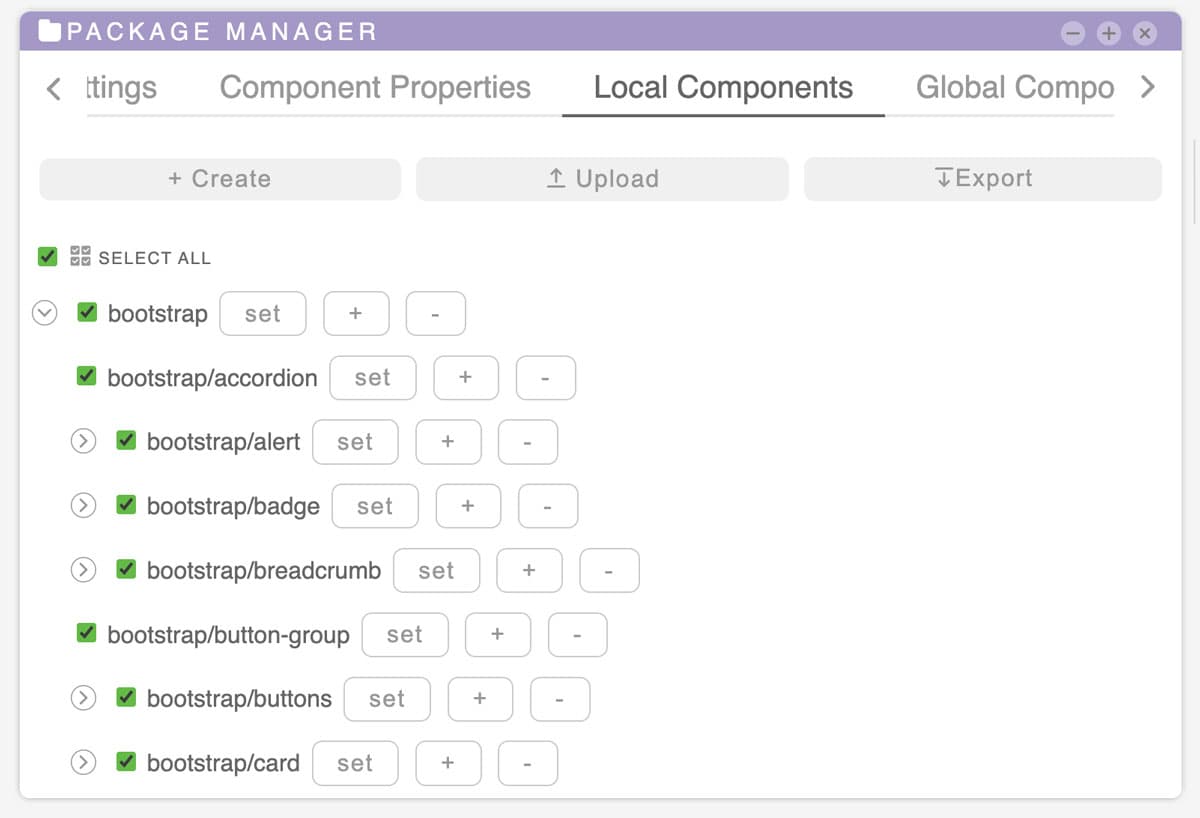 PACKAGE MANAGER
ttings Component Properties Local Components Global Compo
+ Create Upload Export
SELECT ALL
bootstrap set + -
bootstrap/accordion set + -
bootstrap/alert set + -
bootstrap/badge set + -
bootstrap/breadcrumb set + -
bootstrap/button-group set + -
bootstrap/buttons set + -
bootstrap/card set + -